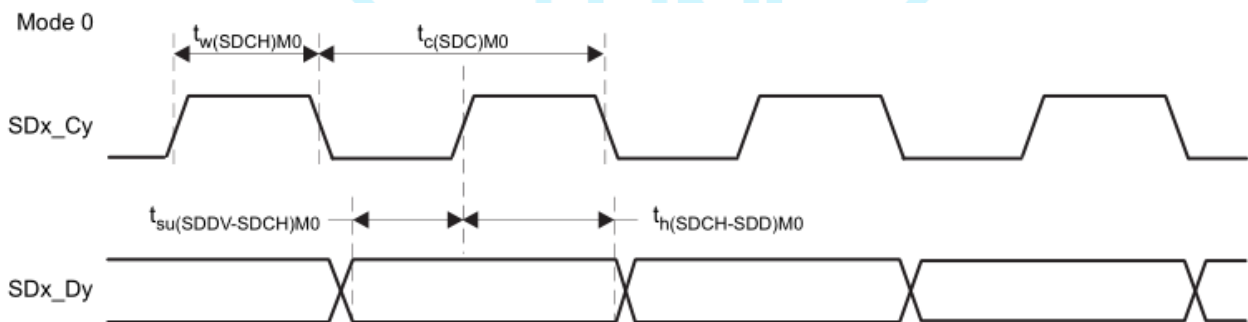 Mode 0
tw(SDCH)M0 tc(SDC)M0
SDx_Cy
tsu(SDDV-SDCH)M0 th(SDCH-SDD)M0
SDx_Dy